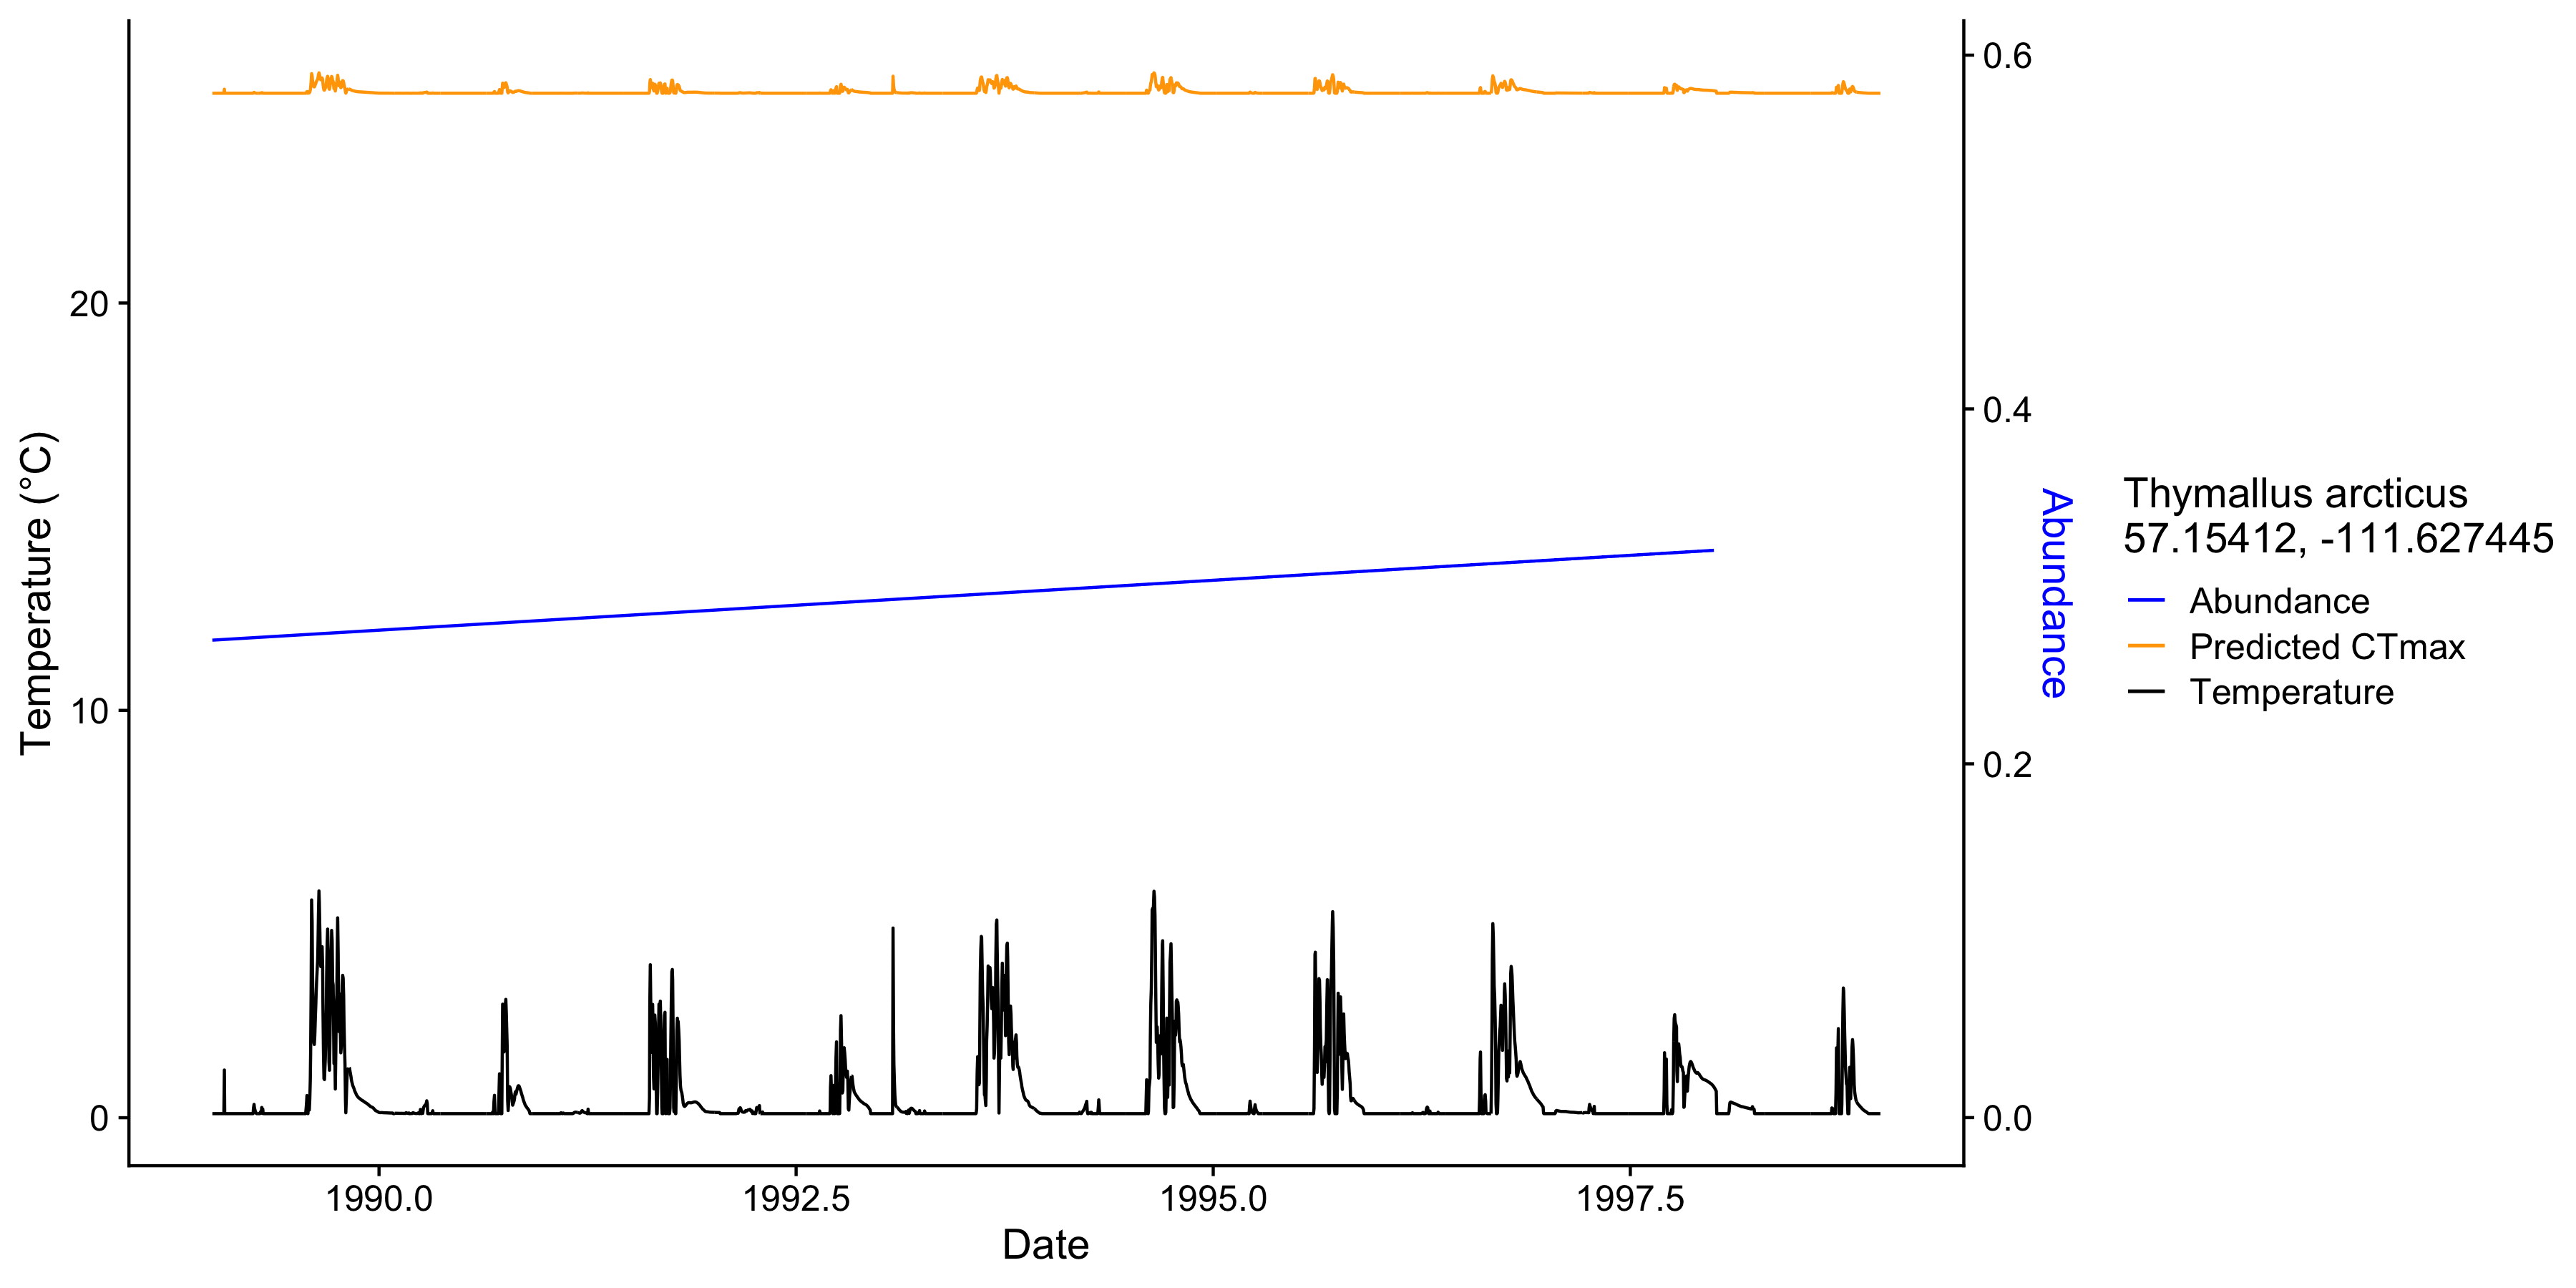 Temperature (°C)
20
10
0
1990.0
1992.5
1995.0
1997.5
Date
0.6
0.4
0.2
0.0
Abundance
Thymallus arcticus
57.15412, -111.627445
Abundance
Predicted CTmax
Temperature